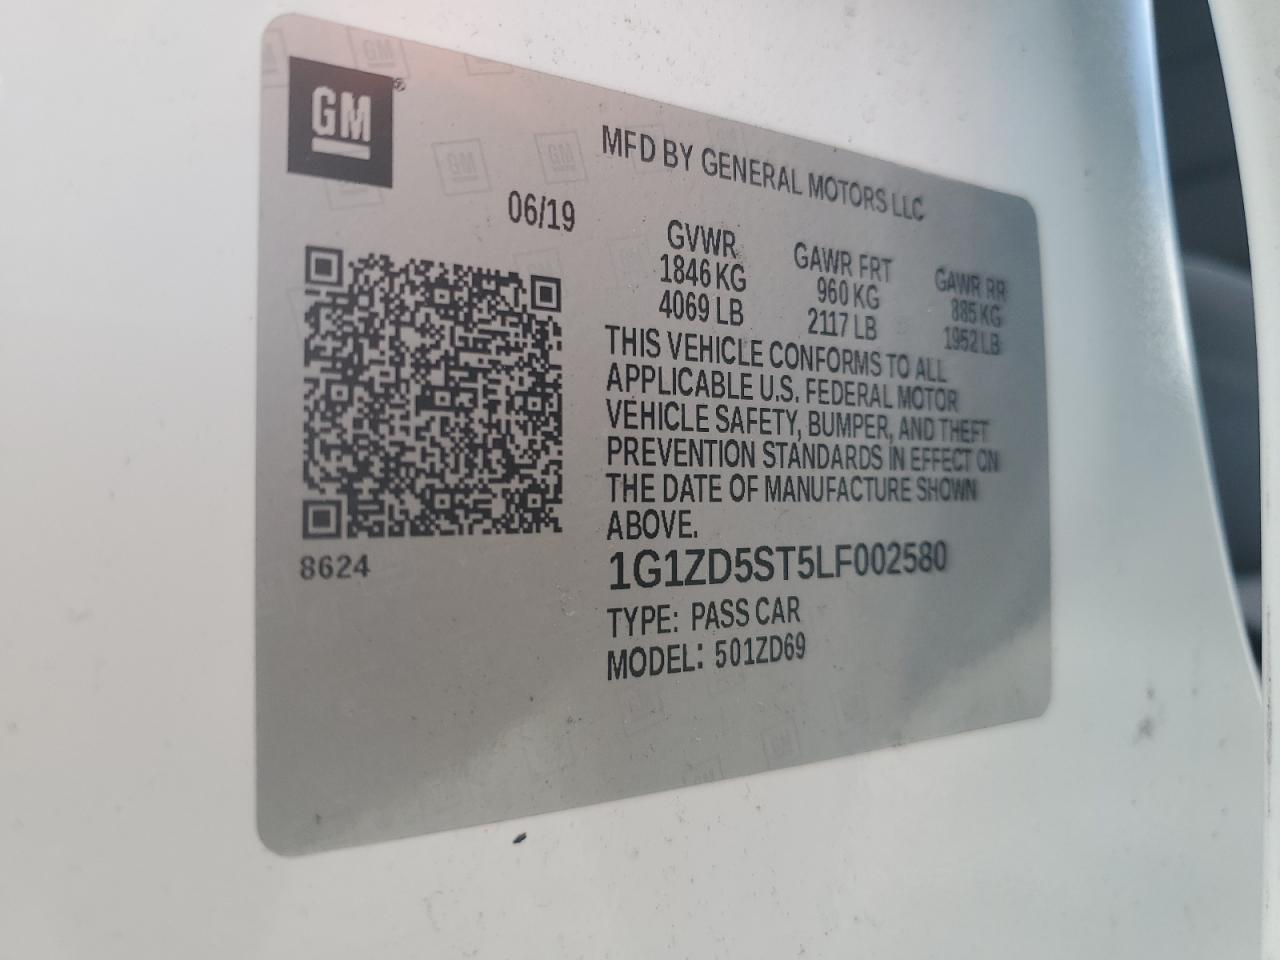 GM
MFD BY GENERAL MOTORS LLC
06/19
GVWR GAWR FRT GAWR RR
1846 KG 960 KG 885 KG
4069 LB 2117 LB 1952 LB
THIS VEHICLE CONFORMS TO ALL
APPLICABLE U.S. FEDERAL MOTOR
VEHICLE SAFETY, BUMPER, AND THEFT
PREVENTION STANDARDS IN EFFECT ON
THE DATE OF MANUFACTURE SHOWN
ABOVE.
8624
1G1ZD5ST5LF002580
TYPE: PASS CAR
MODEL: 501ZD69